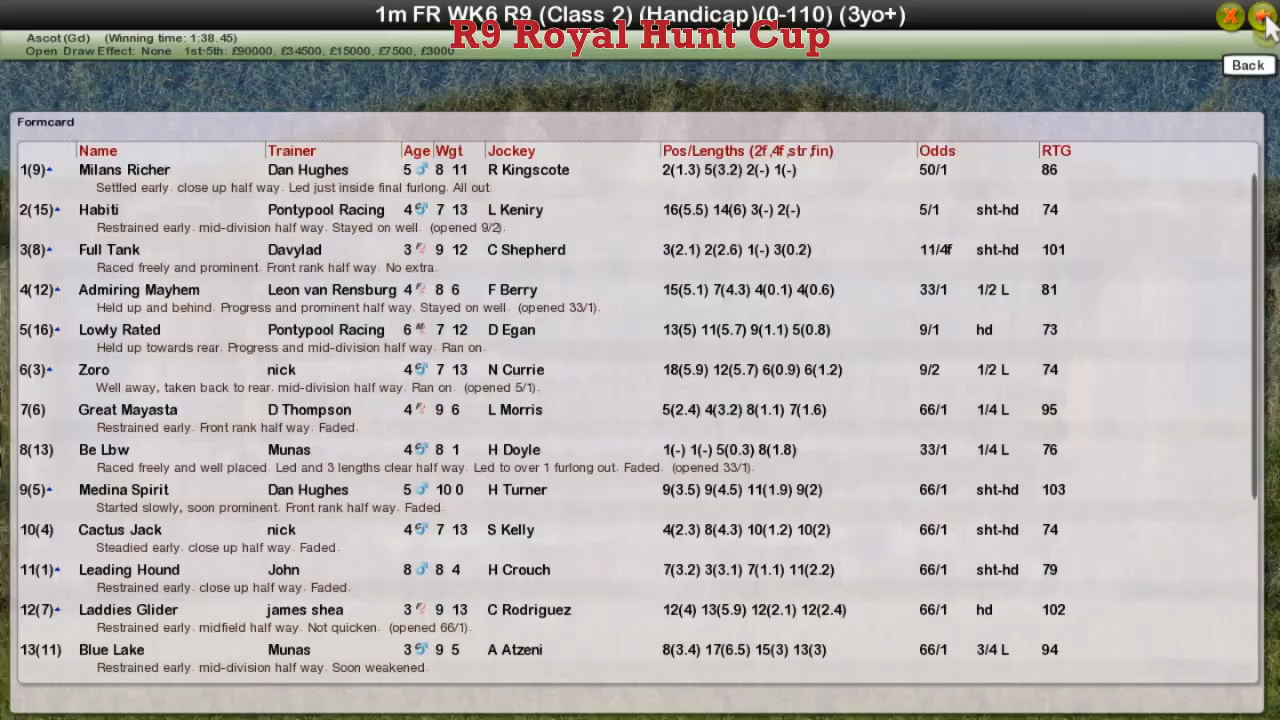 1m FR WK6 R9 (Class 2) (Handicap)(0-110) (3yo+)
Ascot(Gd) (Winning time: 1:38.45)
R9 Royal Hunt Cup
Open Draw Effect: None 1st-5th: £90000, £34500, £15000, £7500, £3000
Back
Formcard
Name Trainer Age Wgt Jockey Pos/Lengths (2f,4f,str,fin) Odds RTG
1(9) Milans Richer Dan Hughes 5 8 11 R Kingscote 2(1.3) 5(3.2) 2(-) 1(-) 50/1 86
Settled early. close up half way. Led just inside final furlong. All out.
2(15) Habiti Pontypool Racing 4 7 13 L Keniry 16(5.5) 14(6) 3(-) 2(-) 5/1 sht-hd 74
Restrained early. mid-division half way. Stayed on well. (opened 9/2).
3(8) Full Tank Davylad 3 9 12 C Shepherd 3(2.1) 2(2.6) 1(-) 3(0.2) 11/4f sht-hd 101
Raced freely and prominent. Front rank half way. No extra.
4(12) Admiring Mayhem Leon van Rensburg 4 8 6 F Berry 15(5.1) 7(4.3) 4(0.1) 4(0.6) 33/1 1/2 L 81
Held up and behind. Progress and prominent half way. Stayed on well. (opened 33/1).
5(16) Lowly Rated Pontypool Racing 6 7 12 D Egan 13(5) 11(5.7) 9(1.1) 5(0.8) 9/1 hd 73
Held up towards rear. Progress and mid-division half way. Ran on.
6(3) Zoro nick 4 7 13 N Currie 18(5.9) 12(5.7) 6(0.9) 6(1.2) 9/2 1/2 L 74
Well away, taken back to rear. mid-division half way. Ran on. (opened 5/1).
7(6) Great Mayasta D Thompson 4 9 6 L Morris 5(2.4) 4(3.2) 8(1.1) 7(1.6) 66/1 1/4 L 95
Restrained early. Front rank half way. Faded.
8(13) Be Lbw Munas 4 8 1 H Doyle 1(-) 1(-) 5(0.3) 8(1.8) 33/1 1/4 L 76
Raced freely and well placed. Led and 3 lengths clear half way. Led to over 1 furlong out. Faded. (opened 33/1).
9(5) Medina Spirit Dan Hughes 5 10 0 H Turner 9(3.5) 9(4.5) 11(1.9) 9(2) 66/1 sht-hd 103
Started slowly, soon prominent. Front rank half way. Faded.
10(4) Cactus Jack nick 4 7 13 S Kelly 4(2.3) 8(4.3) 10(1.2) 10(2) 66/1 sht-hd 74
Steadied early. close up half way. Faded.
11(1) Leading Hound John 8 8 4 H Crouch 7(3.2) 3(3.1) 7(1.1) 11(2.2) 66/1 sht-hd 79
Restrained early. close up half way. Faded.
12(7) Laddies Glider james shea 3 9 13 C Rodriguez 12(4) 13(5.9) 12(2.1) 12(2.4) 66/1 hd 102
Restrained early. midfield half way. Not quicken. (opened 66/1).
13(11) Blue Lake Munas 3 9 5 A Atzeni 8(3.4) 17(6.5) 15(3) 13(3) 66/1 3/4 L 94
Restrained early. mid-division half way. Soon weakened.